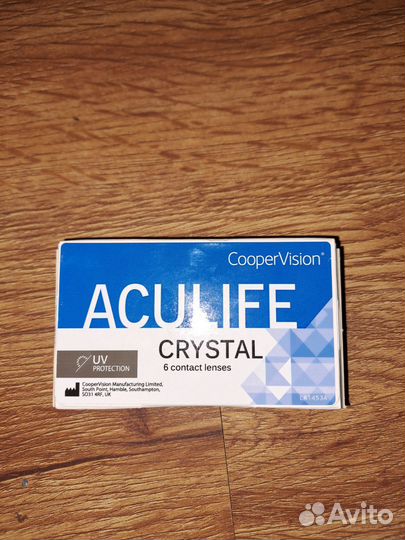 CooperVision®
ACULIFE
CRYSTAL
6 contact lenses
UV
PROTECTION
CooperVision Manufacturing Limited,
South Point, Hamble, Southampton,
SO31 4RF, UK
LB14534
Avito